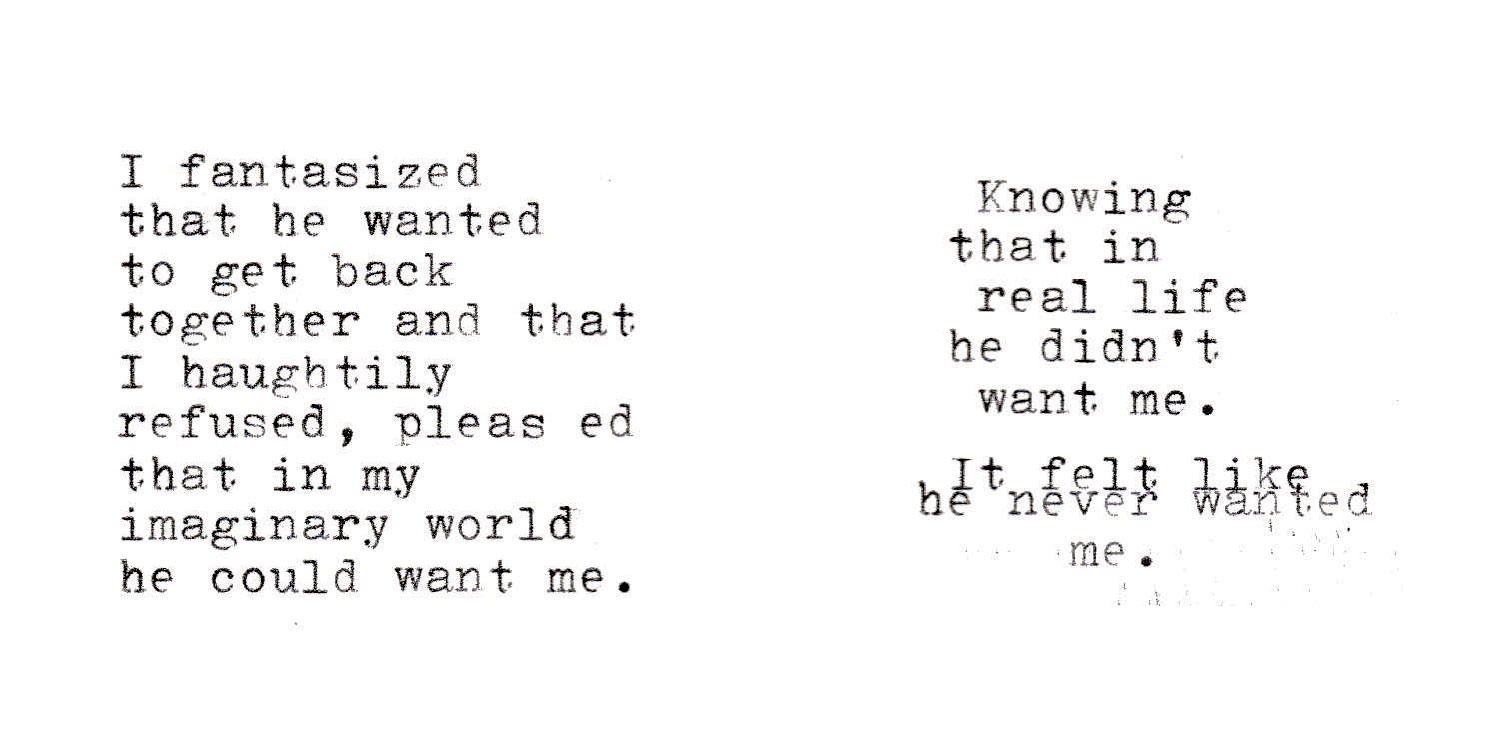 I fantasized
that he wanted
to get back
together and that
I haughtily
refused, pleas ed
that in my
imaginary world
he could want me.
Knowing
that in
real life
he didn't
want me.
It felt like
he never wanted
me.